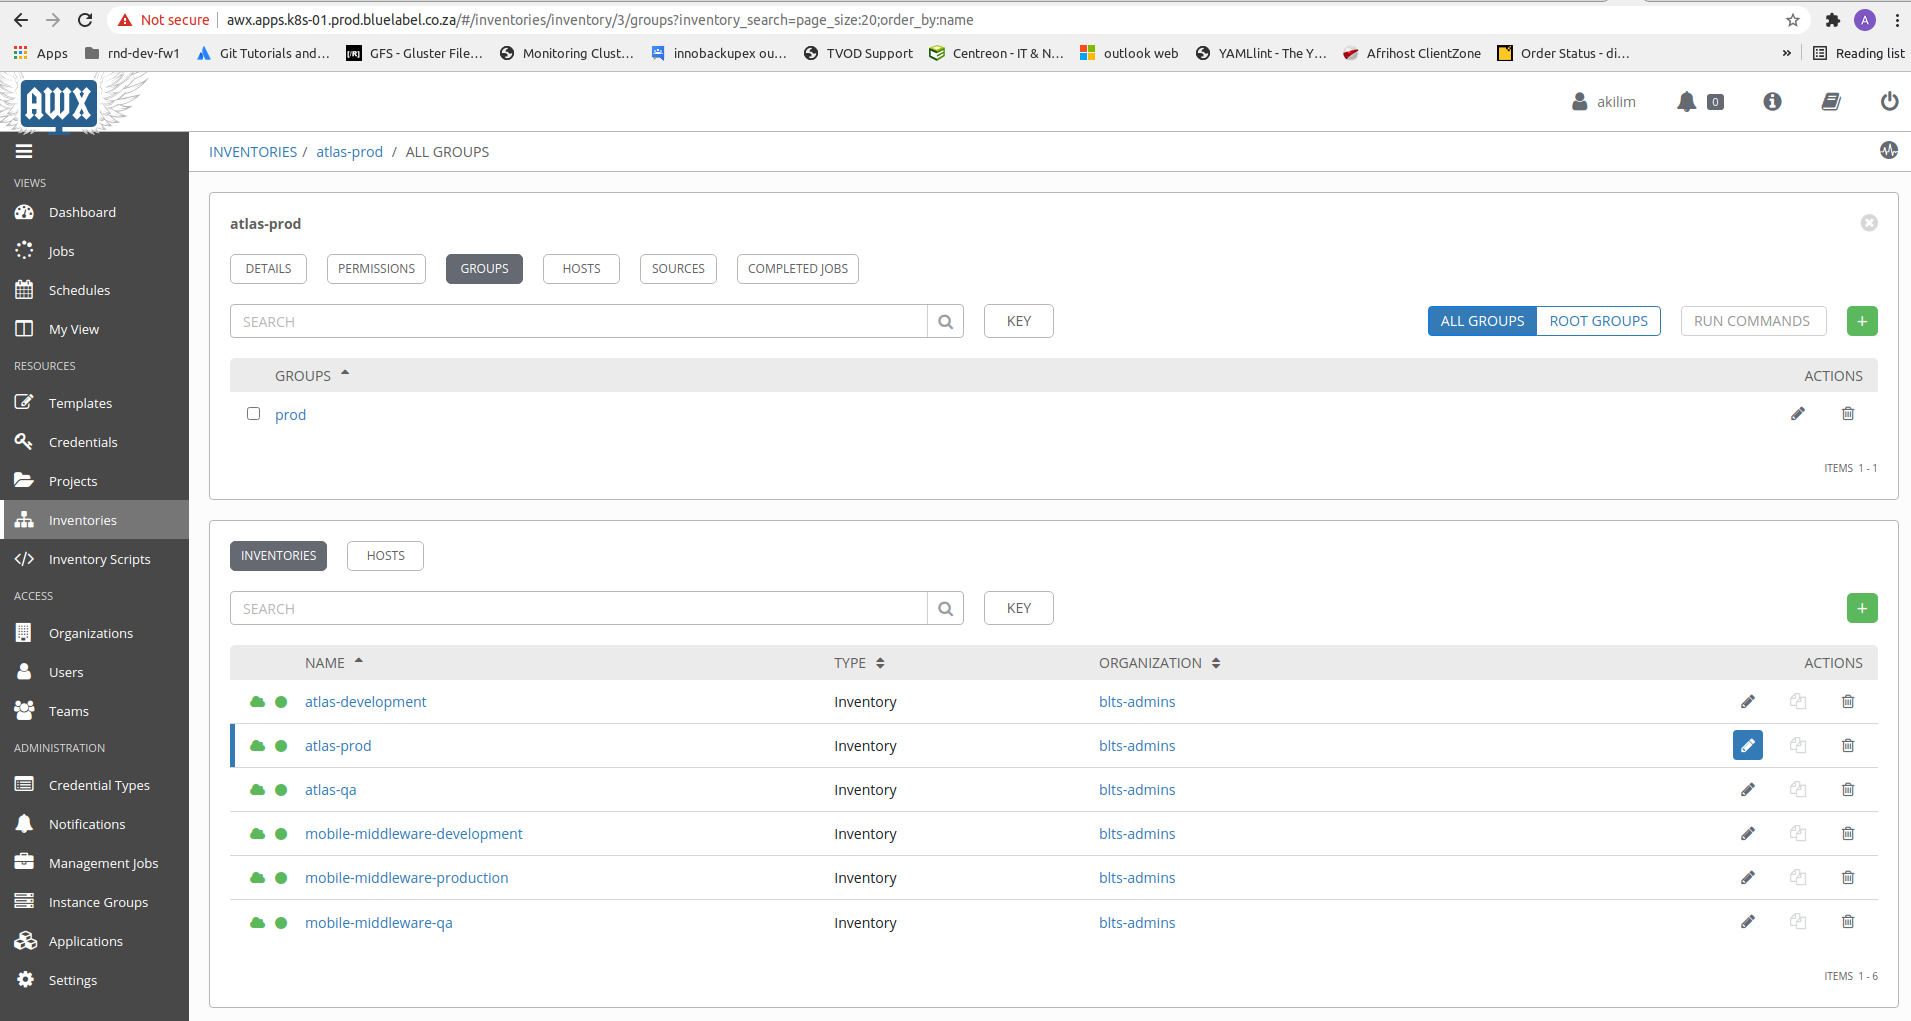 Not secure awx.apps.k8s-01.prod.bluelabel.co.za/#/inventories/inventory/3/groups?inventory_search=page_size:20;order_by:name A
Apps rnd-dev-fw1 Git Tutorials and... GFS - Gluster File... Monitoring Clust... innobackupex ou... TVOD Support Centreon - IT & N... outlook web YAMLlint - The Y... Afrihost ClientZone Order Status - di... » Reading list
AWX akilim 0
INVENTORIES / atlas-prod / ALL GROUPS
VIEWS
Dashboard
Jobs
Schedules
My View
RESOURCES
Templates
Credentials
Projects
Inventories
Inventory Scripts
ACCESS
Organizations
Users
Teams
ADMINISTRATION
Credential Types
Notifications
Management Jobs
Instance Groups
Applications
Settings
atlas-prod
DETAILS PERMISSIONS GROUPS HOSTS SOURCES COMPLETED JOBS
SEARCH KEY ALL GROUPS ROOT GROUPS RUN COMMANDS +
GROUPS ACTIONS
prod
ITEMS 1 - 1
INVENTORIES HOSTS
SEARCH KEY +
NAME TYPE ORGANIZATION ACTIONS
atlas-development Inventory blts-admins
atlas-prod Inventory blts-admins
atlas-qa Inventory blts-admins
mobile-middleware-development Inventory blts-admins
mobile-middleware-production Inventory blts-admins
mobile-middleware-qa Inventory blts-admins
ITEMS 1 - 6